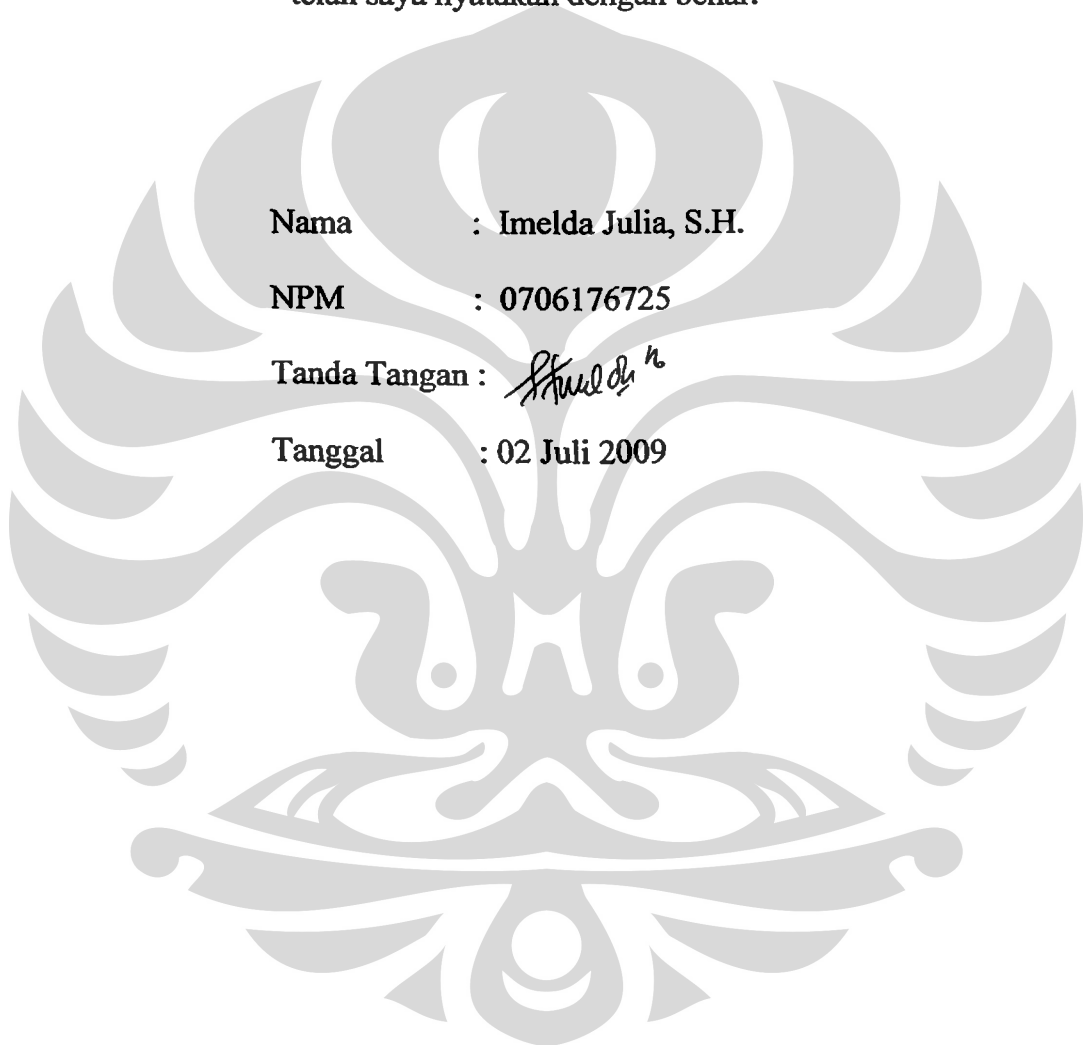 telah saya nyatakan dengan benar.
Nama : Imelda Julia, S.H.
NPM : 0706176725
Tanda Tangan :
Tanggal : 02 Juli 2009